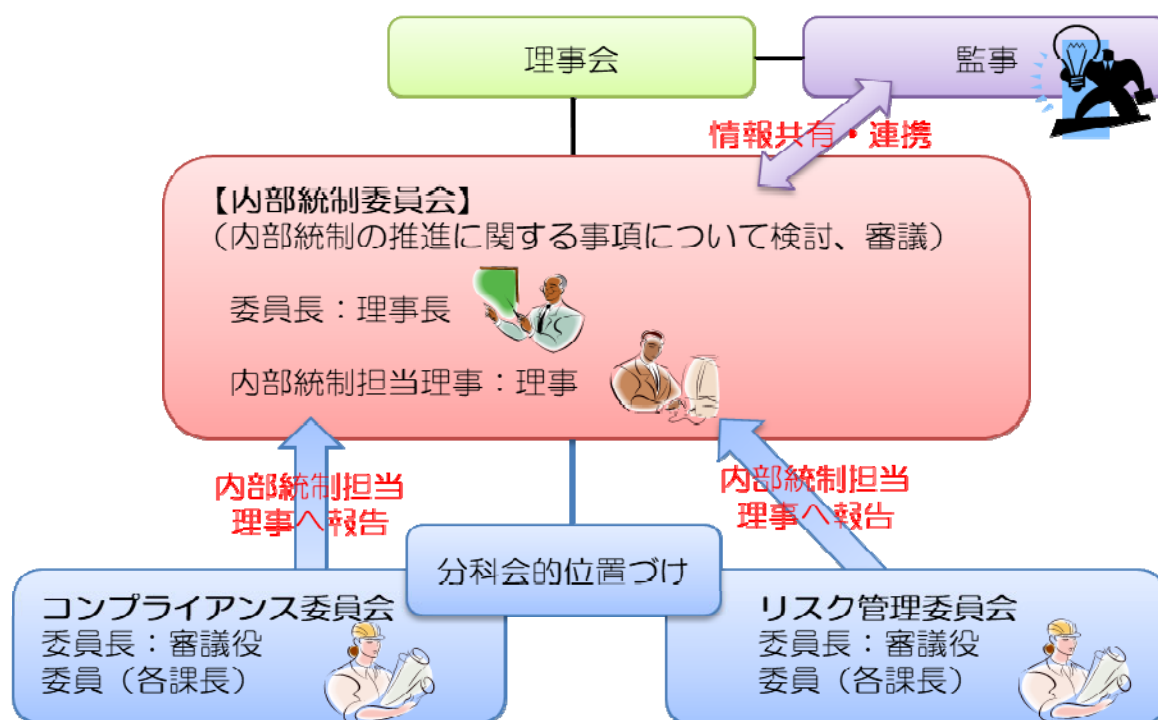 理事会
監事
情報共有・連携
【内部統制委員会】
（内部統制の推進に関する事項について検討、審議）
委員長：理事長
内部統制担当理事：理事
内部統制担当
理事へ報告
内部統制担当
理事へ報告
分科会的位置づけ
コンプライアンス委員会
委員長：審議役
委員（各課長）
リスク管理委員会
委員長：審議役
委員（各課長）